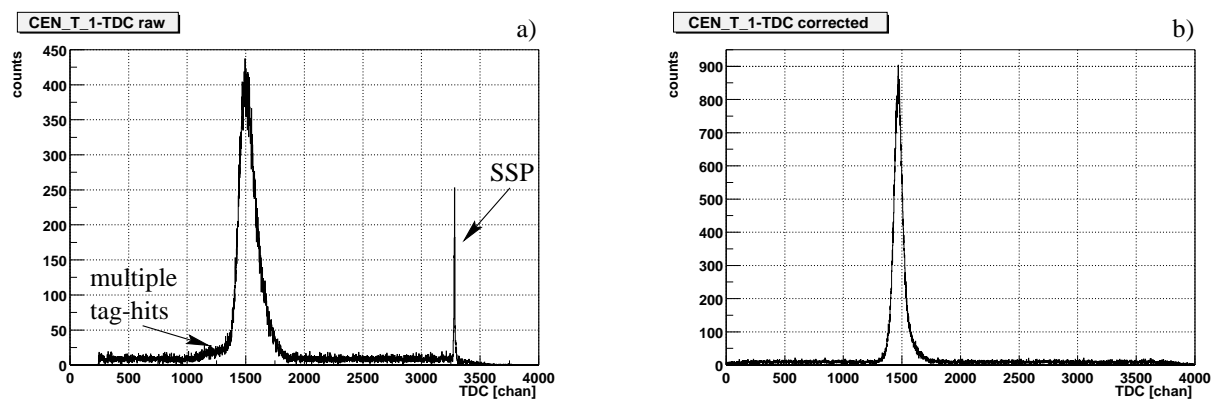 CEN_T_1-TDC raw
a)
counts
450
400
350
300
250
200
150
100
50
0
0 500 1000 1500 2000 2500 3000 3500 4000
TDC [chan]
SSP
multiple
tag-hits
CEN_T_1-TDC corrected
b)
counts
900
800
700
600
500
400
300
200
100
0
0 500 1000 1500 2000 2500 3000 3500 4000
TDC [chan]